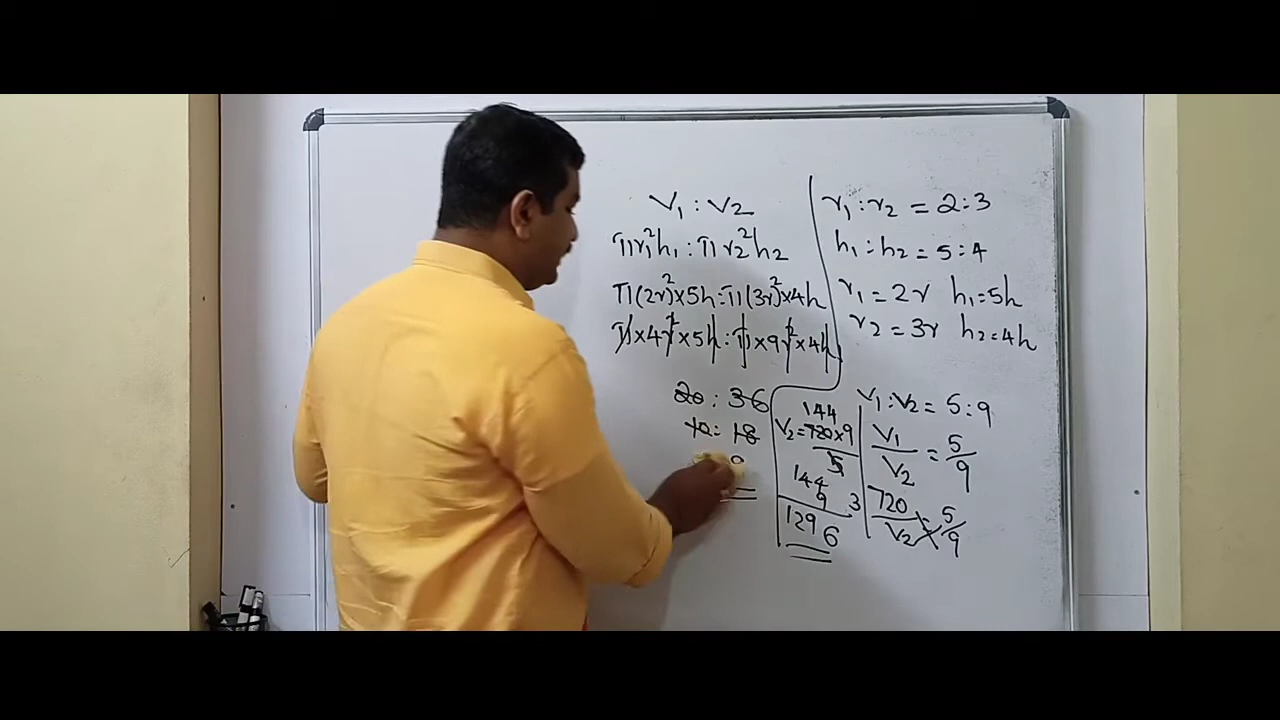 V₁ : V₂
πr₁²h₁ : πr₂²h₂
π(2r)²×5h : π(3r)²×4h
π×4r²×5h : π×9r²×4h
20 : 36
10 : 18
9
r₁ : r₂ = 2:3
h₁ : h₂ = 5:4
r₁ = 2r h₁ = 5h
r₂ = 3r h₂ = 4h
144
V₂ = 720×9
5
144
9
3
1296
V₁ : V₂ = 5:9
V₁/V₂ = 5/9
720/V₂ = 5/9